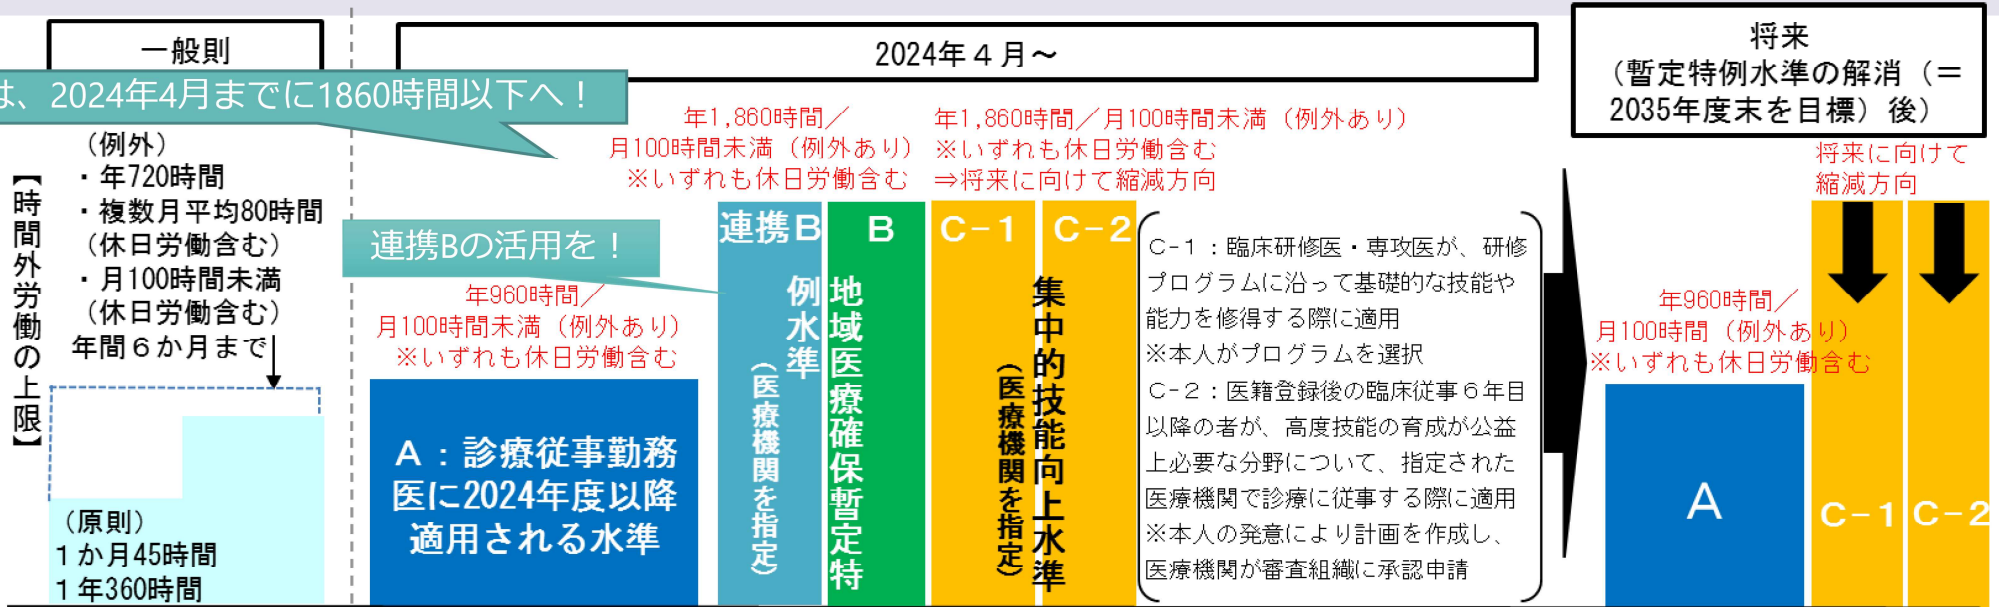 一般則
は、2024年4月までに1860時間以下へ！
（例外）
・年720時間
・複数月平均80時間
（休日労働含む）
・月100時間未満
（休日労働含む）
年間６か月まで
【時間外労働の上限】
（原則）
１か月45時間
１年360時間
2024年４月～
連携Bの活用を！
年960時間／
月100時間未満（例外あり）
※いずれも休日労働含む
Ａ：診療従事勤務
医に2024年度以降
適用される水準
年1,860時間／
月100時間未満（例外あり）
※いずれも休日労働含む
連携Ｂ
Ｂ
地域医療確保暫定特
例水準
（医療機関を指定）
年1,860時間／月100時間未満（例外あり）
※いずれも休日労働含む
⇒将来に向けて縮減方向
Ｃ－１
Ｃ－２
集中的技能向上水準
（医療機関を指定）
Ｃ－１：臨床研修医・専攻医が、研修
プログラムに沿って基礎的な技能や
能力を修得する際に適用
※本人がプログラムを選択
Ｃ－２：医籍登録後の臨床従事６年目
以降の者が、高度技能の育成が公益
上必要な分野について、指定された
医療機関で診療に従事する際に適用
※本人の発意により計画を作成し、
医療機関が審査組織に承認申請
将来
（暫定特例水準の解消（＝
2035年度末を目標）後）
将来に向けて
縮減方向
年960時間／
月100時間（例外あり）
※いずれも休日労働含む
Ａ
Ｃ－１
Ｃ－２